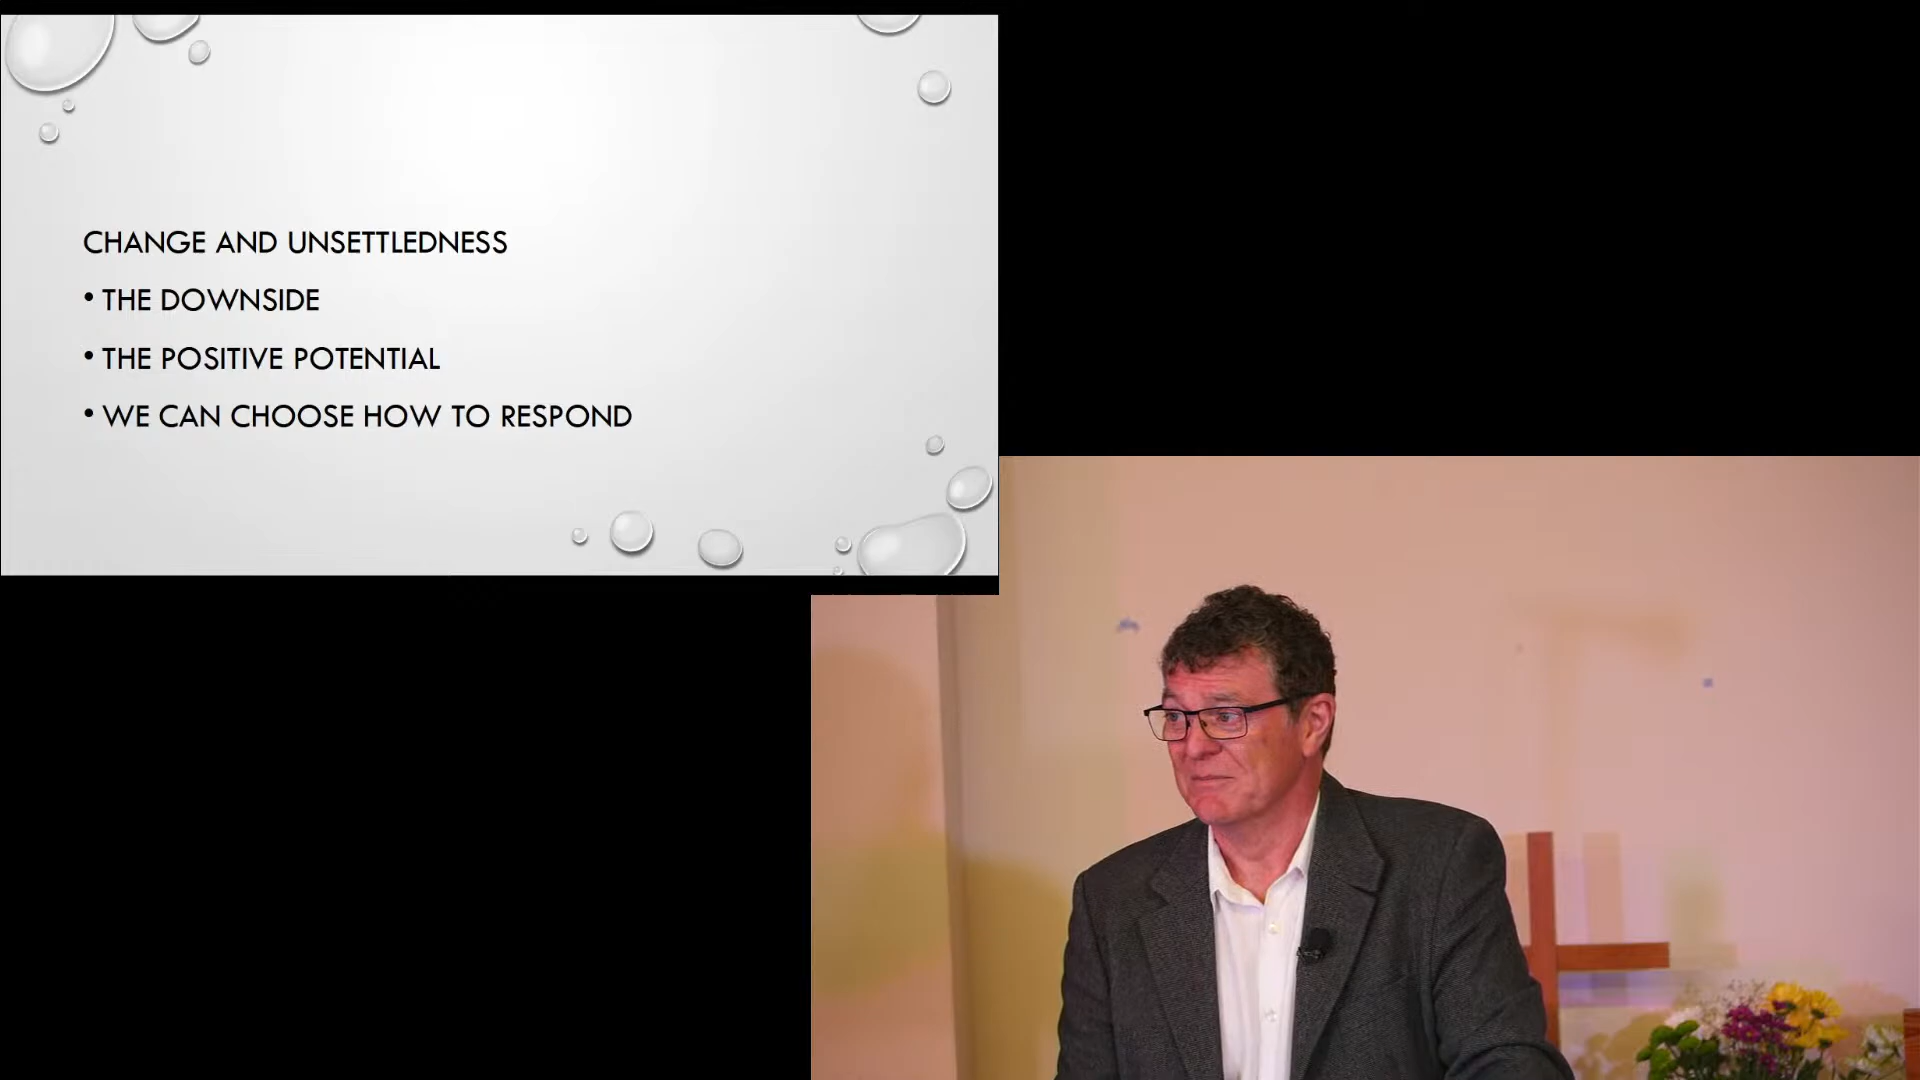 CHANGE AND UNSETTLEDNESS
• THE DOWNSIDE
• THE POSITIVE POTENTIAL
• WE CAN CHOOSE HOW TO RESPOND